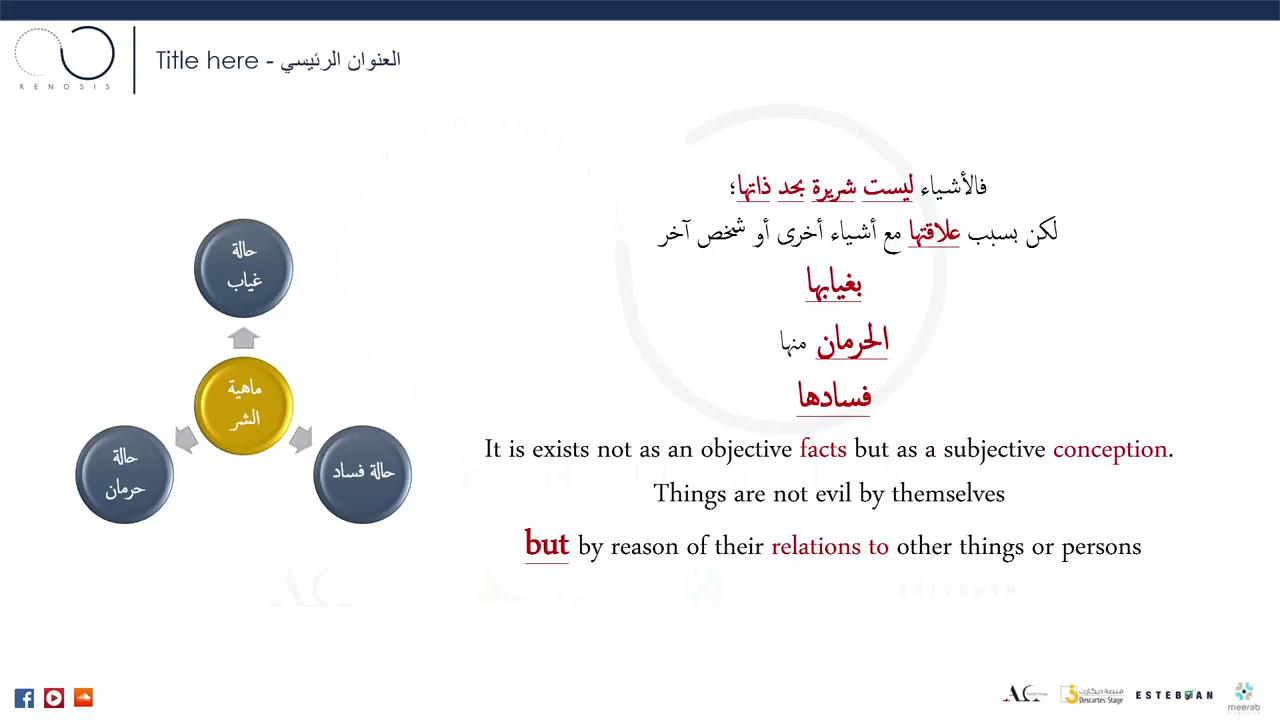 KENOSIS
Title here - العنوان الرئيسي
فالأشياء ليست شريرة بحد ذاتها؛
لكن بسبب علاقتها مع أشياء أخرى أو شخص آخر
بغيابها
الحرمان منها
فسادها
It is exists not as an objective facts but as a subjective conception.
Things are not evil by themselves
but by reason of their relations to other things or persons
حالة
غياب
ماهية
الشر
حالة
حرمان
حالة فساد
منصة ديكارت
Descartes Stage
ESTEBUAN
meerab